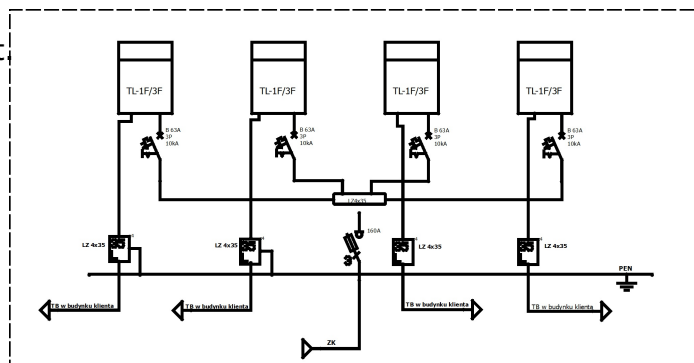 TL-1F/3F TL-1F/3F TL-1F/3F TL-1F/3F
B 63A
3P
10kA
B 63A
3P
10kA
B 63A
3P
10kA
B 63A
3P
10kA
LZ4x35
160A
LZ 4x35 LZ 4x35 LZ 4x35 LZ 4x35
PEN
TB w budynku klienta TB w budynku klienta TB w budynku klienta TB w budynku klienta
ZK